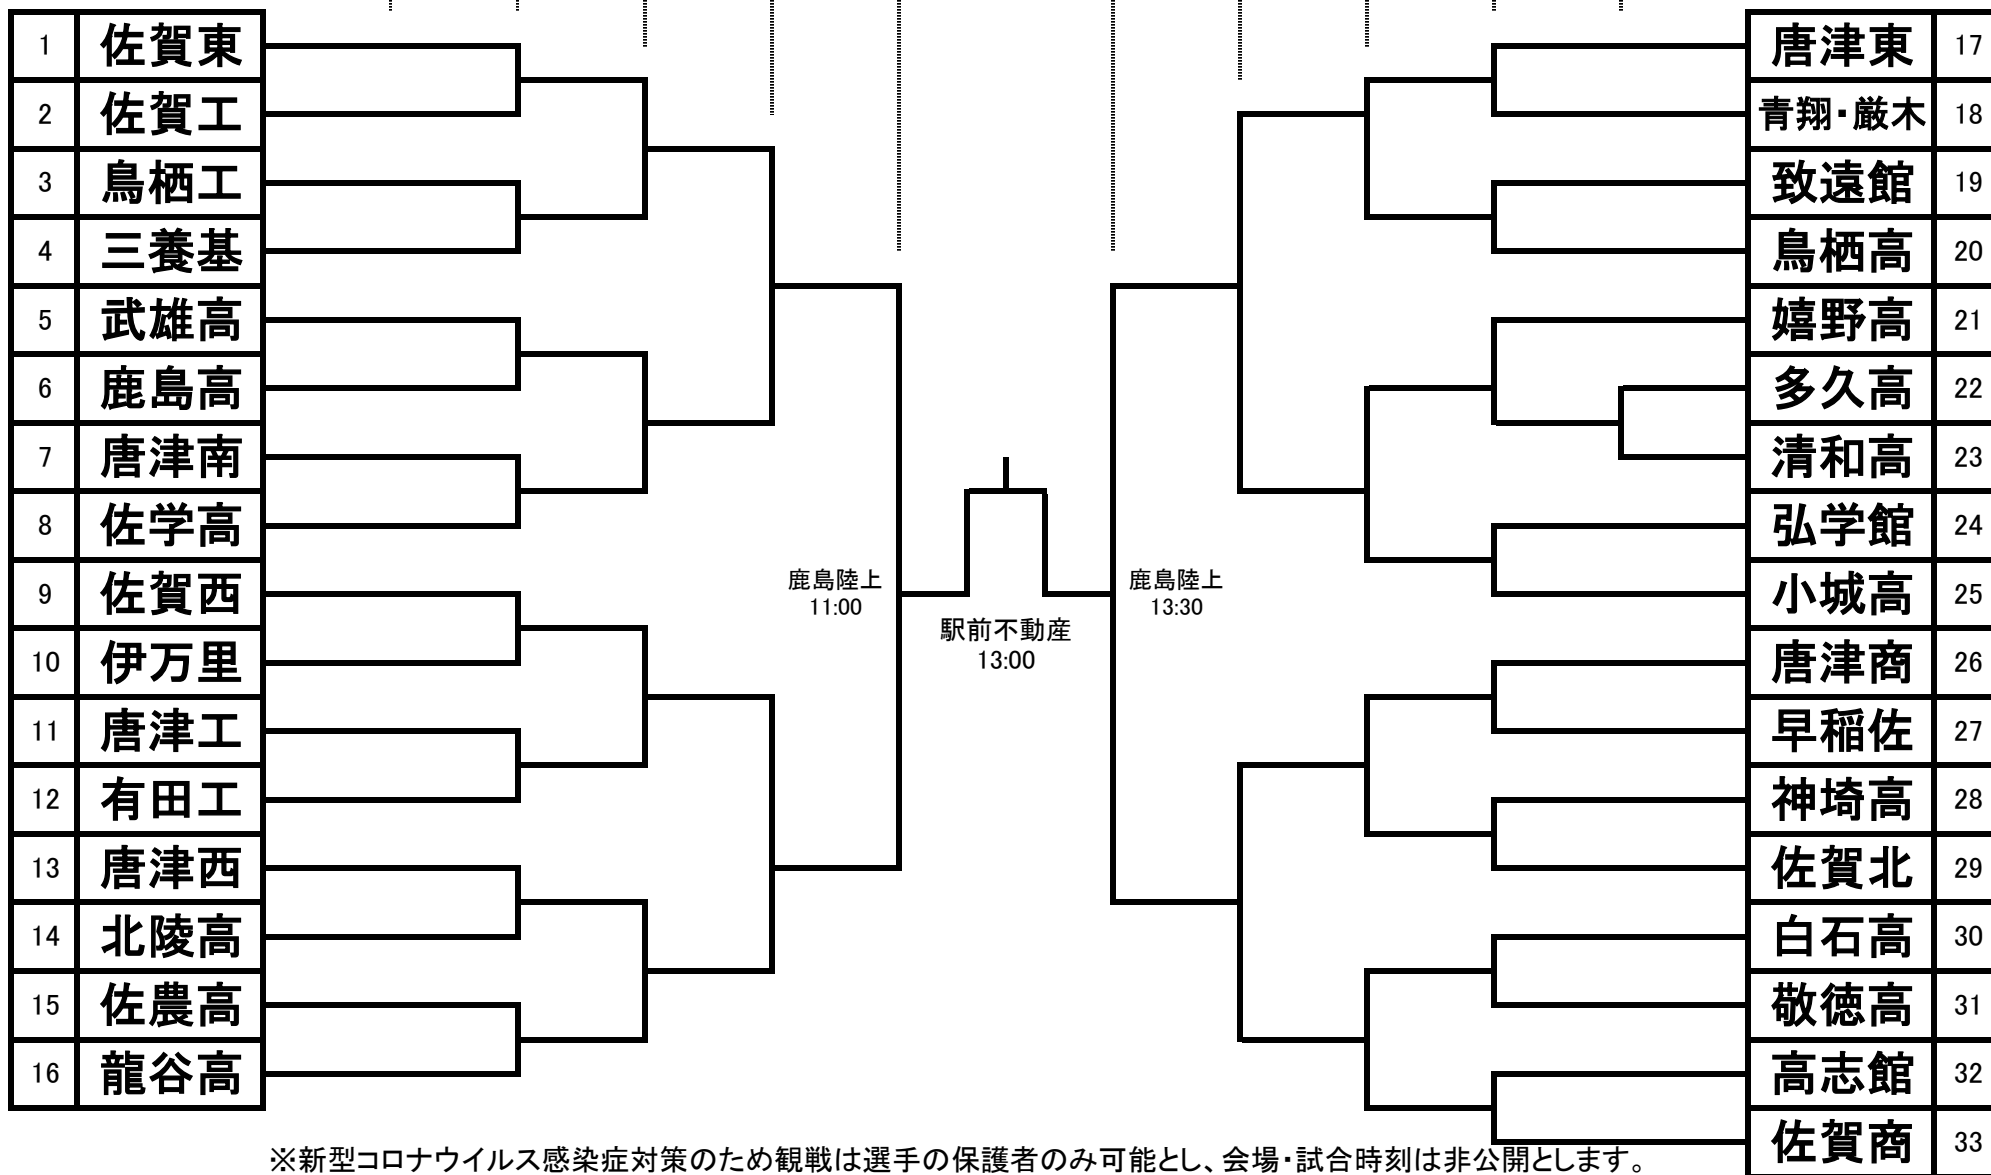 1 佐賀東
2 佐賀工
3 鳥栖工
4 三養基
5 武雄高
6 鹿島高
7 唐津南
8 佐学高
9 佐賀西
10 伊万里
11 唐津工
12 有田工
13 唐津西
14 北陵高
15 佐農高
16 龍谷高
鹿島陸上
11:00
駅前不動産
13:00
鹿島陸上
13:30
唐津東 17
青翔・厳木 18
致遠館 19
鳥栖高 20
嬉野高 21
多久高 22
清和高 23
弘学館 24
小城高 25
唐津商 26
早稲佐 27
神埼高 28
佐賀北 29
白石高 30
敬徳高 31
高志館 32
佐賀商 33
※新型コロナウイルス感染症対策のため観戦は選手の保護者のみ可能とし、会場・試合時刻は非公開とします。